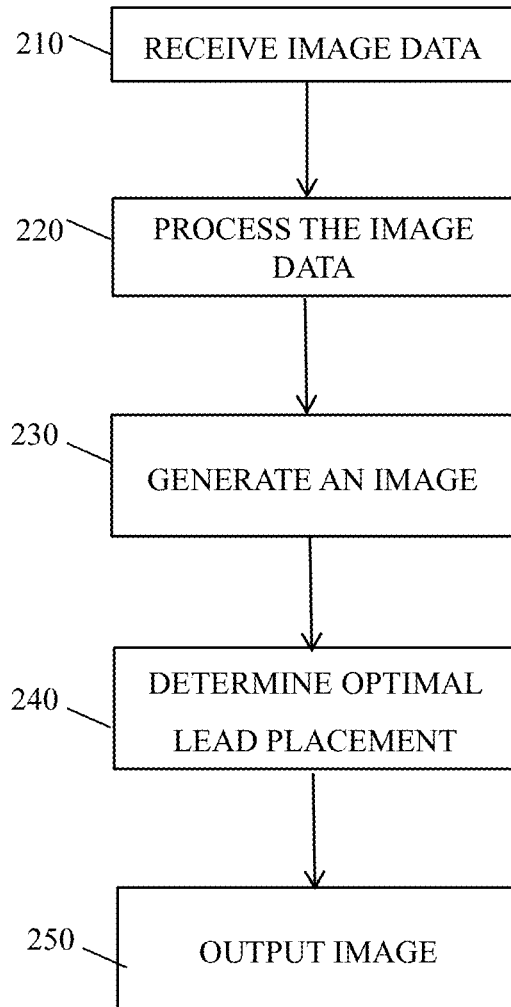 210
RECEIVE IMAGE DATA
220
PROCESS THE IMAGE
DATA
230
GENERATE AN IMAGE
240
DETERMINE OPTIMAL
LEAD PLACEMENT
250
OUTPUT IMAGE